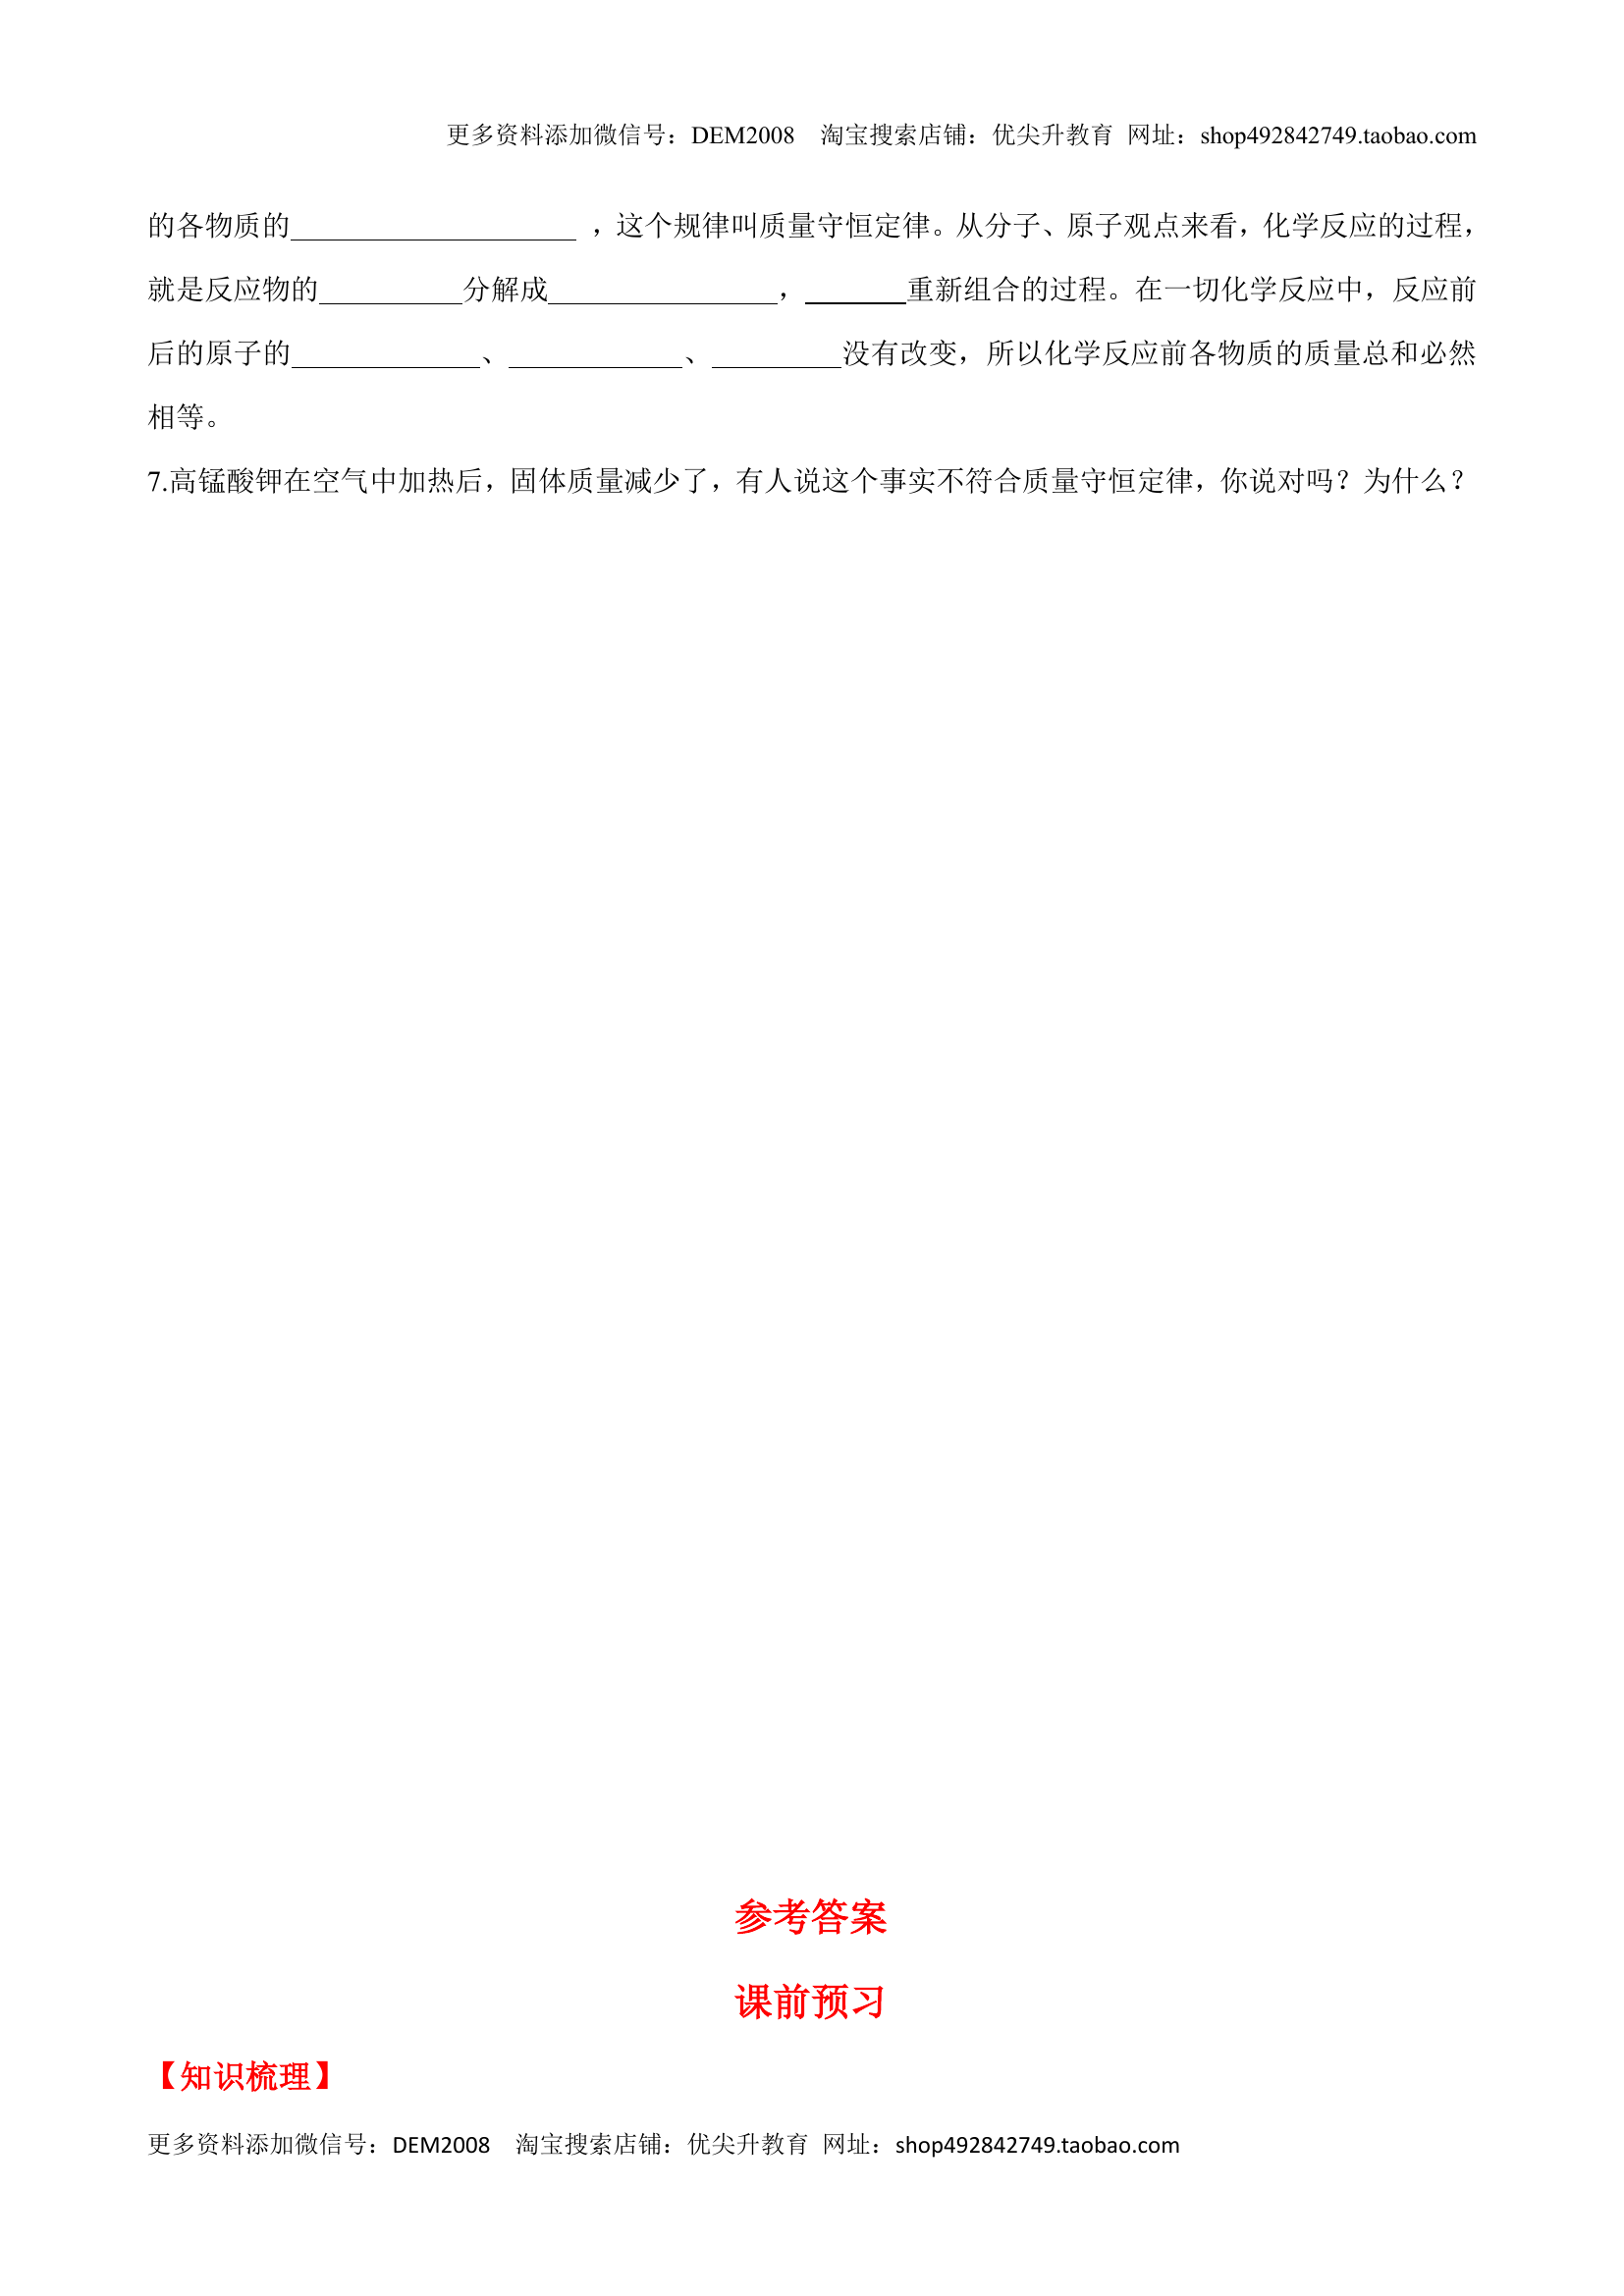 更多资料添加微信号：DEM2008 淘宝搜索店铺：优尖升教育 网址：shop492842749.taobao.com
的各物质的____________________ ，这个规律叫质量守恒定律。从分子、原子观点来看，化学反应的过程，
就是反应物的__________分解成________________，_______重新组合的过程。在一切化学反应中，反应前
后的原子的_____________、____________、_________没有改变，所以化学反应前各物质的质量总和必然
相等。
7.高锰酸钾在空气中加热后，固体质量减少了，有人说这个事实不符合质量守恒定律，你说对吗？为什么？
参考答案
课前预习
【知识梳理】
更多资料添加微信号：DEM2008 淘宝搜索店铺：优尖升教育 网址：shop492842749.taobao.com